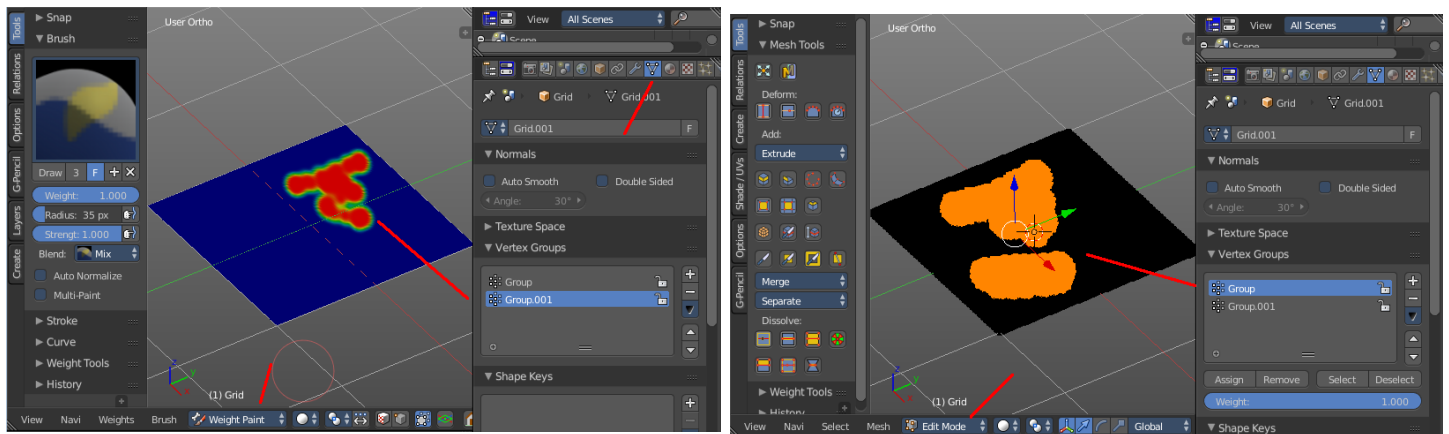 Tools
Relations
Options
G-Pencil
Layers
Create
Snap
Brush
Draw 3 F
Weight: 1.000
Radius: 35 px
Strengt: 1.000
Blend: Mix
Auto Normalize
Multi-Paint
Stroke
Curve
Weight Tools
History
User Ortho
(1) Grid
View Navi Weights Brush Weight Paint
View All Scenes
Scene
Grid Grid.001
Grid.001 F
Normals
Auto Smooth Double Sided
Angle: 30°
Texture Space
Vertex Groups
Group
Group.001
Shape Keys
Tools
Relations
Create
Shade / UVs
Options
G-Pencil
Snap
Mesh Tools
Deform:
Add:
Extrude
Merge
Separate
Dissolve:
Weight Tools
History
User Ortho
(1) Grid
View Navi Select Mesh Edit Mode Global
View All Scenes
Scene
Grid Grid.001
Grid.001 F
Normals
Auto Smooth Double Sided
Angle: 30°
Texture Space
Vertex Groups
Group
Group.001
Assign Remove Select Deselect
Weight: 1.000
Shape Keys